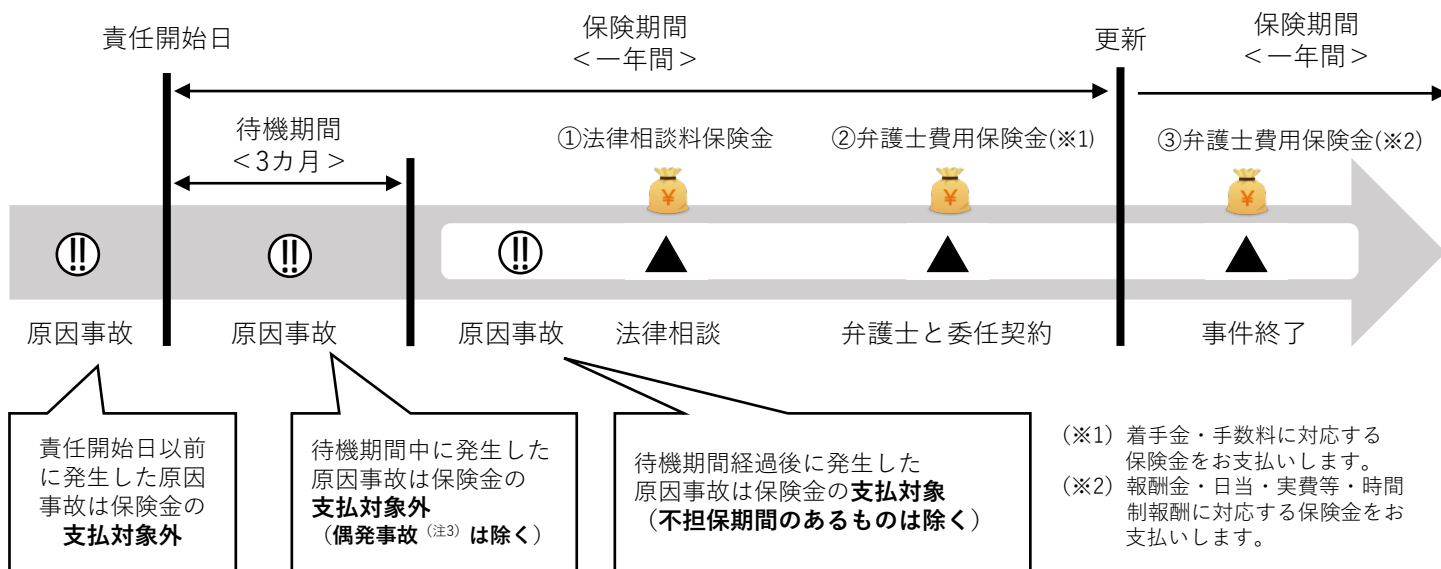 責任開始日
保険期間
＜一年間＞
更新
保険期間
＜一年間＞
待機期間
＜3カ月＞
①法律相談料保険金
②弁護士費用保険金(※1)
③弁護士費用保険金(※2)
¥
¥
¥
!!
!!
!!
原因事故
原因事故
原因事故
法律相談
弁護士と委任契約
事件終了
責任開始日以前
に発生した原因
事故は保険金の
支払対象外
待機期間中に発生した
原因事故は保険金の
支払対象外
（偶発事故（注3）は除く）
待機期間経過後に発生した
原因事故は保険金の支払対象
（不担保期間のあるものは除く）
（※1）着手金・手数料に対応する
保険金をお支払いします。
（※2）報酬金・日当・実費等・時間
制報酬に対応する保険金をお
支払いします。